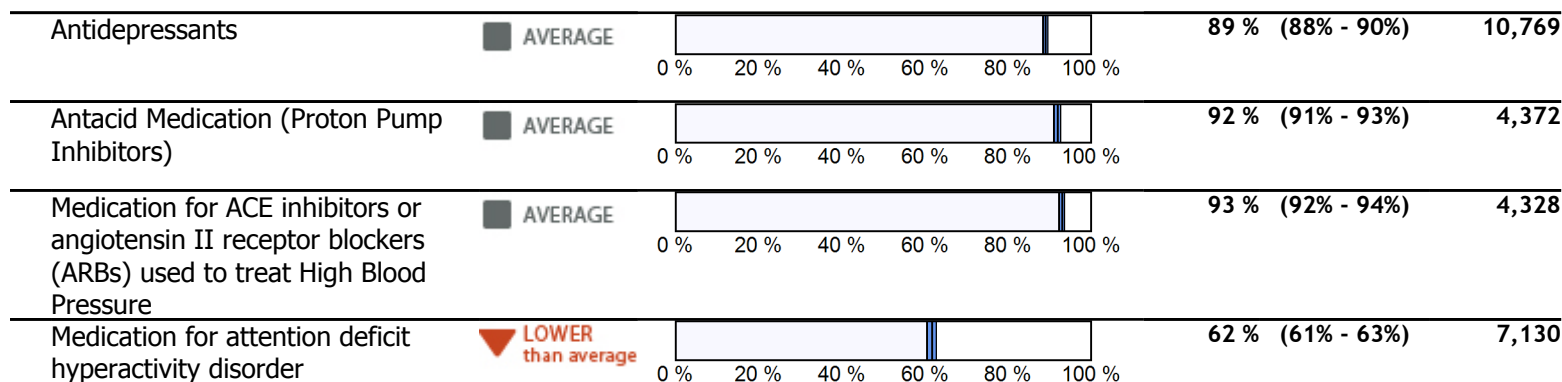 Antidepressants AVERAGE 89 % (88% - 90%) 10,769
0 % 20 % 40 % 60 % 80 % 100 %
Antacid Medication (Proton Pump AVERAGE 92 % (91% - 93%) 4,372
Inhibitors)
0 % 20 % 40 % 60 % 80 % 100 %
Medication for ACE inhibitors or AVERAGE 93 % (92% - 94%) 4,328
angiotensin II receptor blockers
0 % 20 % 40 % 60 % 80 % 100 %
(ARBs) used to treat High Blood
Pressure
Medication for attention deficit LOWER 62 % (61% - 63%) 7,130
than average
hyperactivity disorder
0 % 20 % 40 % 60 % 80 % 100 %